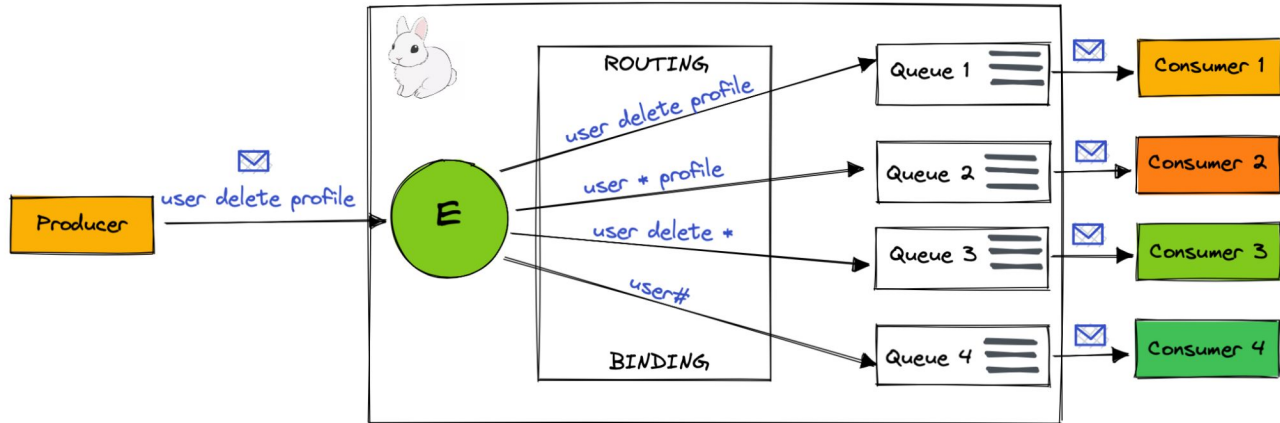 ROUTING
Queue 1
Consumer 1
user delete profile
Queue 2
Consumer 2
user * profile
user delete profile
Producer
E
user delete *
Queue 3
Consumer 3
user#
Queue 4
Consumer 4
BINDING